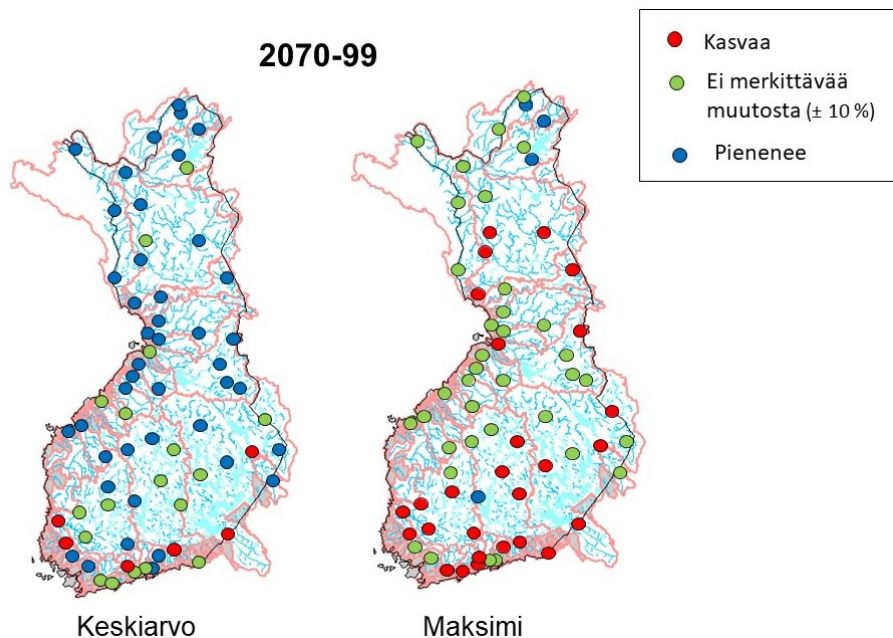 2070-99
Kasvaa
Ei merkittävää
muutosta (± 10 %)
Pienenee
Keskiarvo
Maksimi